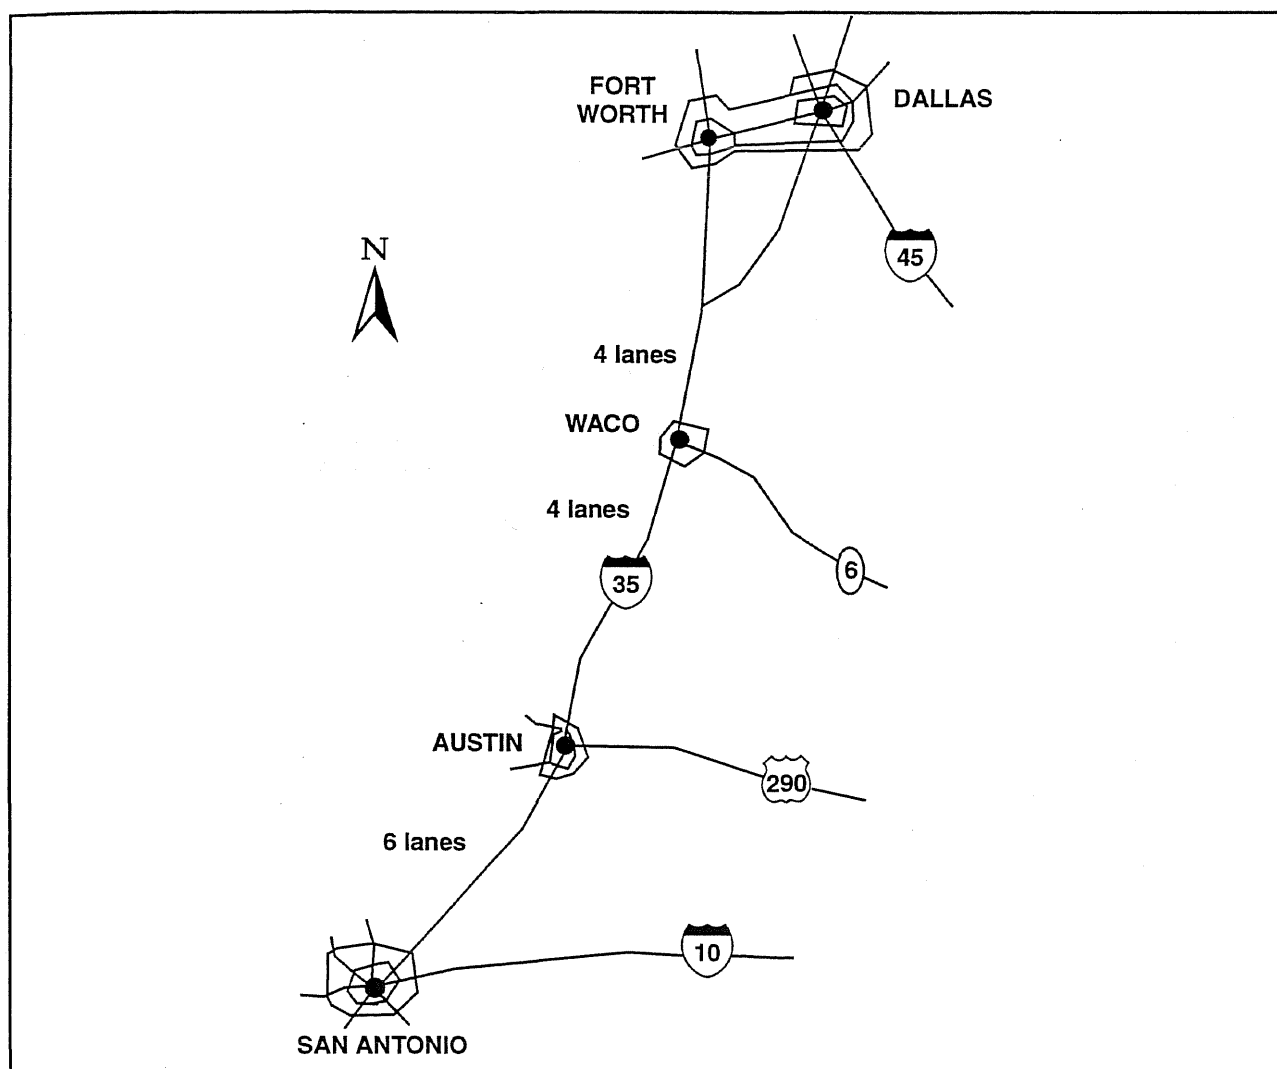 FORT
WORTH
DALLAS
N
45
4 lanes
WACO
4 lanes
6
35
AUSTIN
290
6 lanes
10
SAN ANTONIO